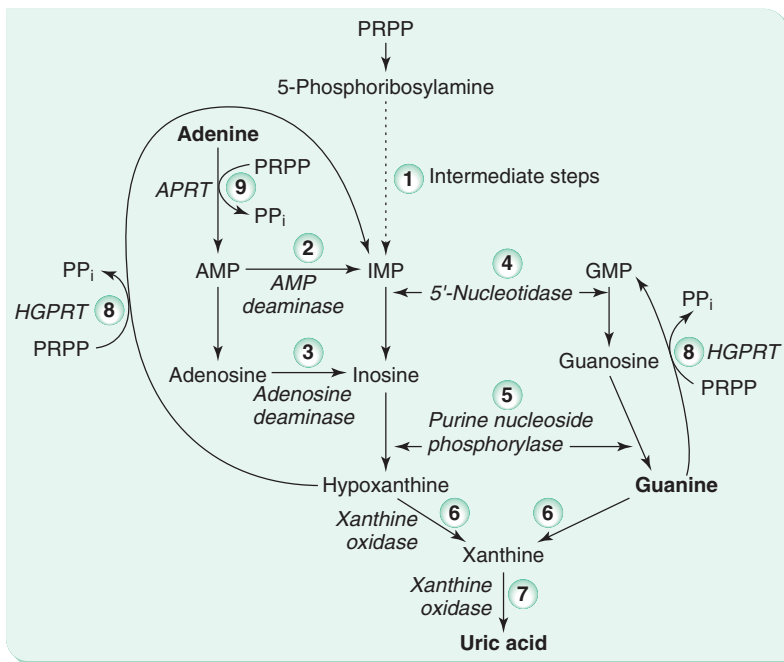 PRPP
5-Phosphoribosylamine
Adenine
PRPP
APRT 9
PPi
1 Intermediate steps
2
AMP
IMP
AMP
deaminase
4
5'-Nucleotidase
GMP
PPi
HGPRT 8
PRPP
PPi
8 HGPRT
PRPP
3
Adenosine
Inosine
Adenosine
deaminase
Guanosine
5
Purine nucleoside
phosphorylase
Hypoxanthine
Guanine
Xanthine
oxidase
6
6
Xanthine
Xanthine
oxidase
7
Uric acid